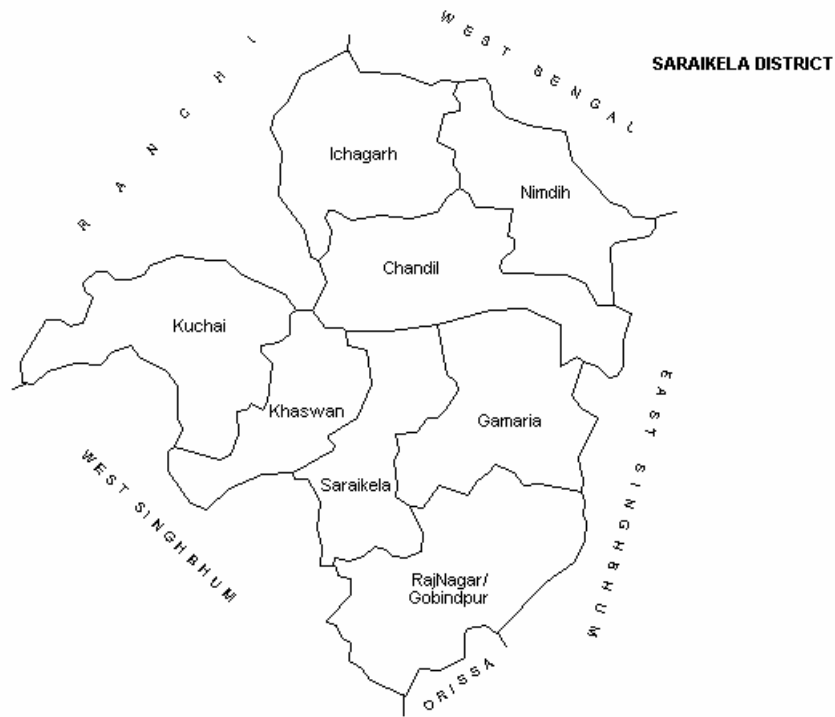 SARAIKELA DISTRICT
RANCHI
WEST BENGAL
Ichagarh
Nimdih
Chandil
Kuchai
Khaswan
Gamaria
Saraikela
RajNagar/
Gobindpur
WEST SINGHBHUM
EAST SINGHBHUM
ORISSA